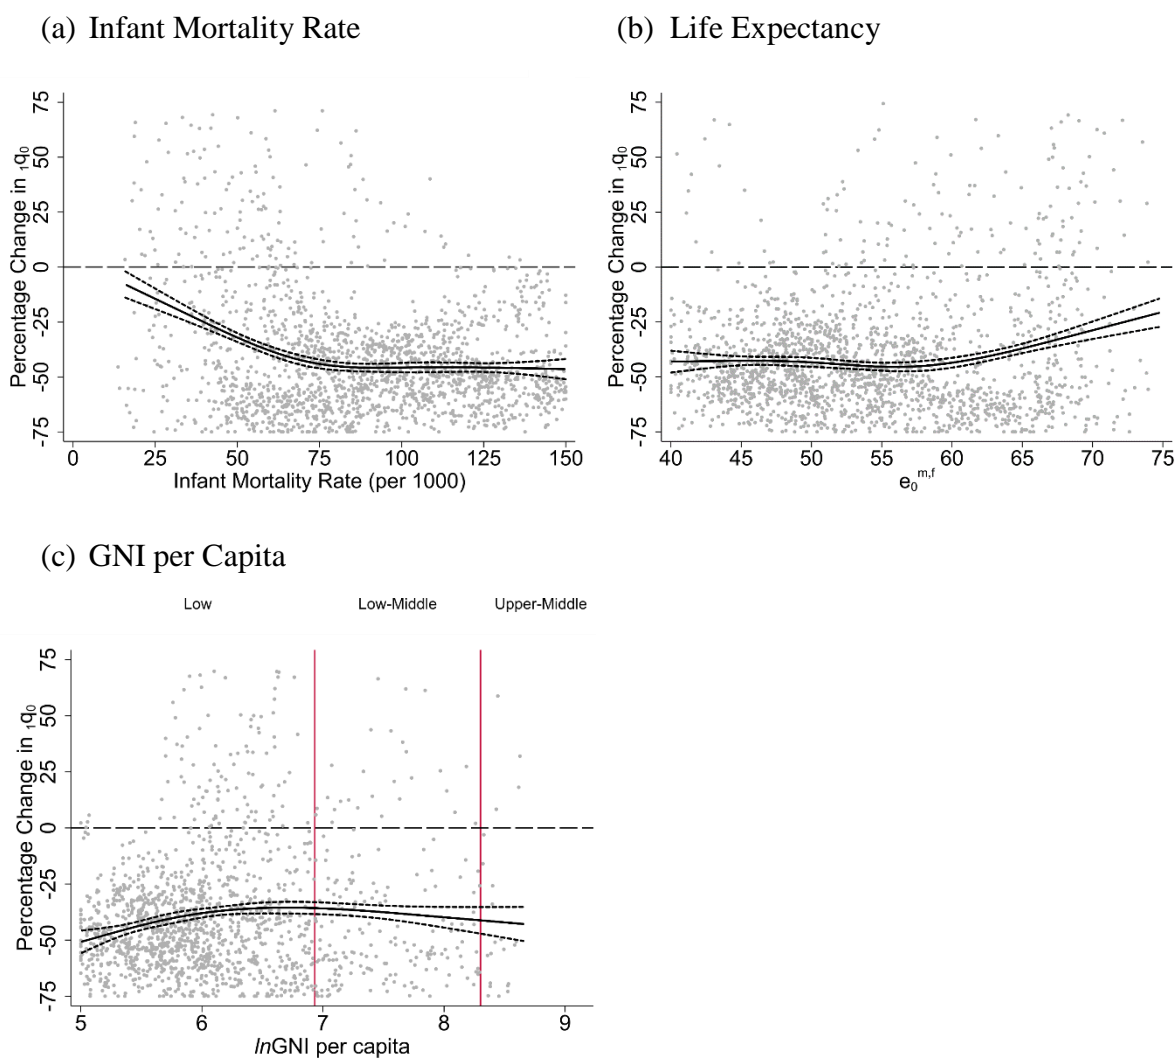 (a) Infant Mortality Rate
Percentage Change in ₁q₀
75
50
25
0
-25
-50
-75
0 25 50 75 100 125 150
Infant Mortality Rate (per 1000)
(b) Life Expectancy
Percentage Change in ₁q₀
75
50
25
0
-25
-50
-75
40 45 50 55 60 65 70 75
e₀ᵐ,ᶠ
(c) GNI per Capita
Low Low-Middle Upper-Middle
Percentage Change in ₁q₀
75
50
25
0
-25
-50
-75
5 6 7 8 9
lnGNI per capita